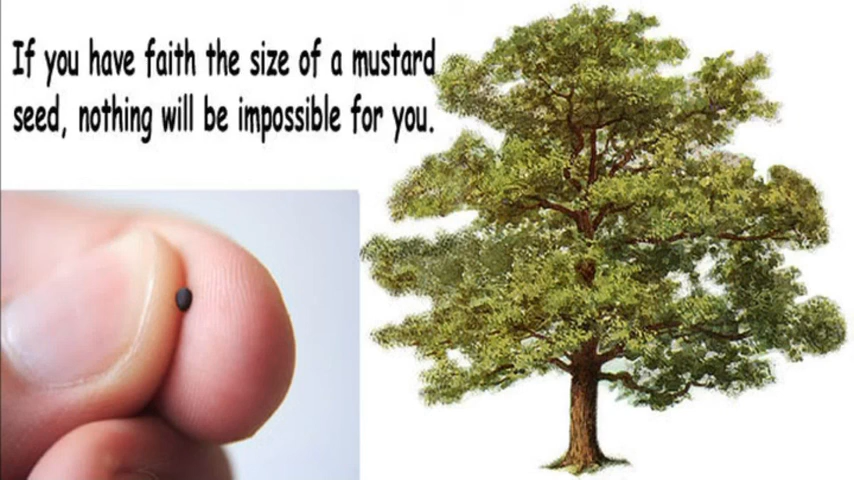 If you have faith the size of a mustard
seed, nothing will be impossible for you.